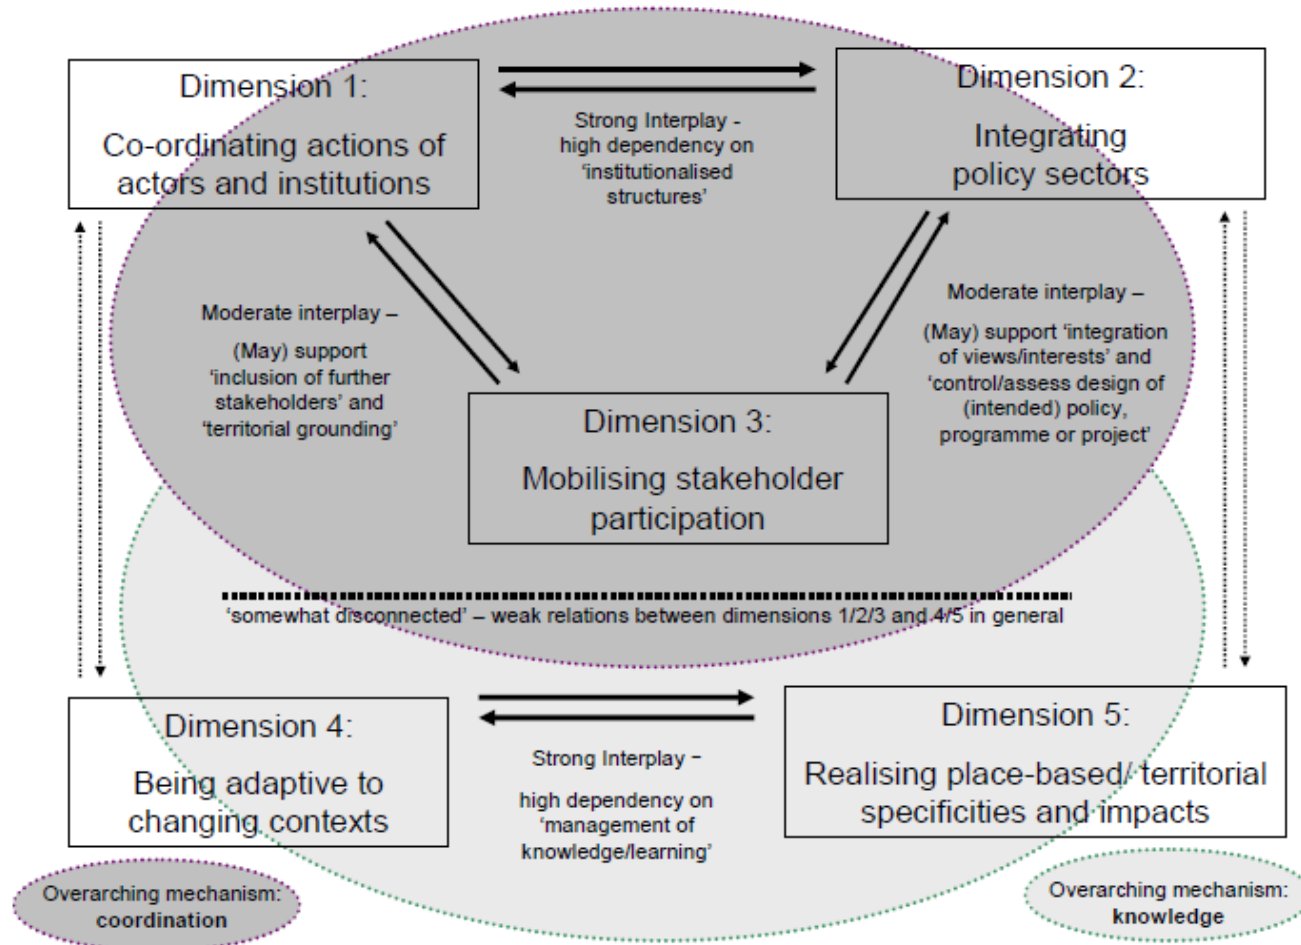 Dimension 1:
Co-ordinating actions of
actors and institutions
Strong Interplay -
high dependency on
‘institutionalised
structures’
Dimension 2:
Integrating
policy sectors
Moderate interplay –
(May) support
‘inclusion of further
stakeholders’ and
‘territorial grounding’
Moderate interplay –
(May) support ‘integration
of views/interests’ and
‘control/assess design of
(intended) policy,
programme or project’
Dimension 3:
Mobilising stakeholder
participation
‘somewhat disconnected’ – weak relations between dimensions 1/2/3 and 4/5 in general
Dimension 4:
Being adaptive to
changing contexts
Strong Interplay –
high dependency on
‘management of
knowledge/learning’
Dimension 5:
Realising place-based/ territorial
specificities and impacts
Overarching mechanism:
coordination
Overarching mechanism:
knowledge